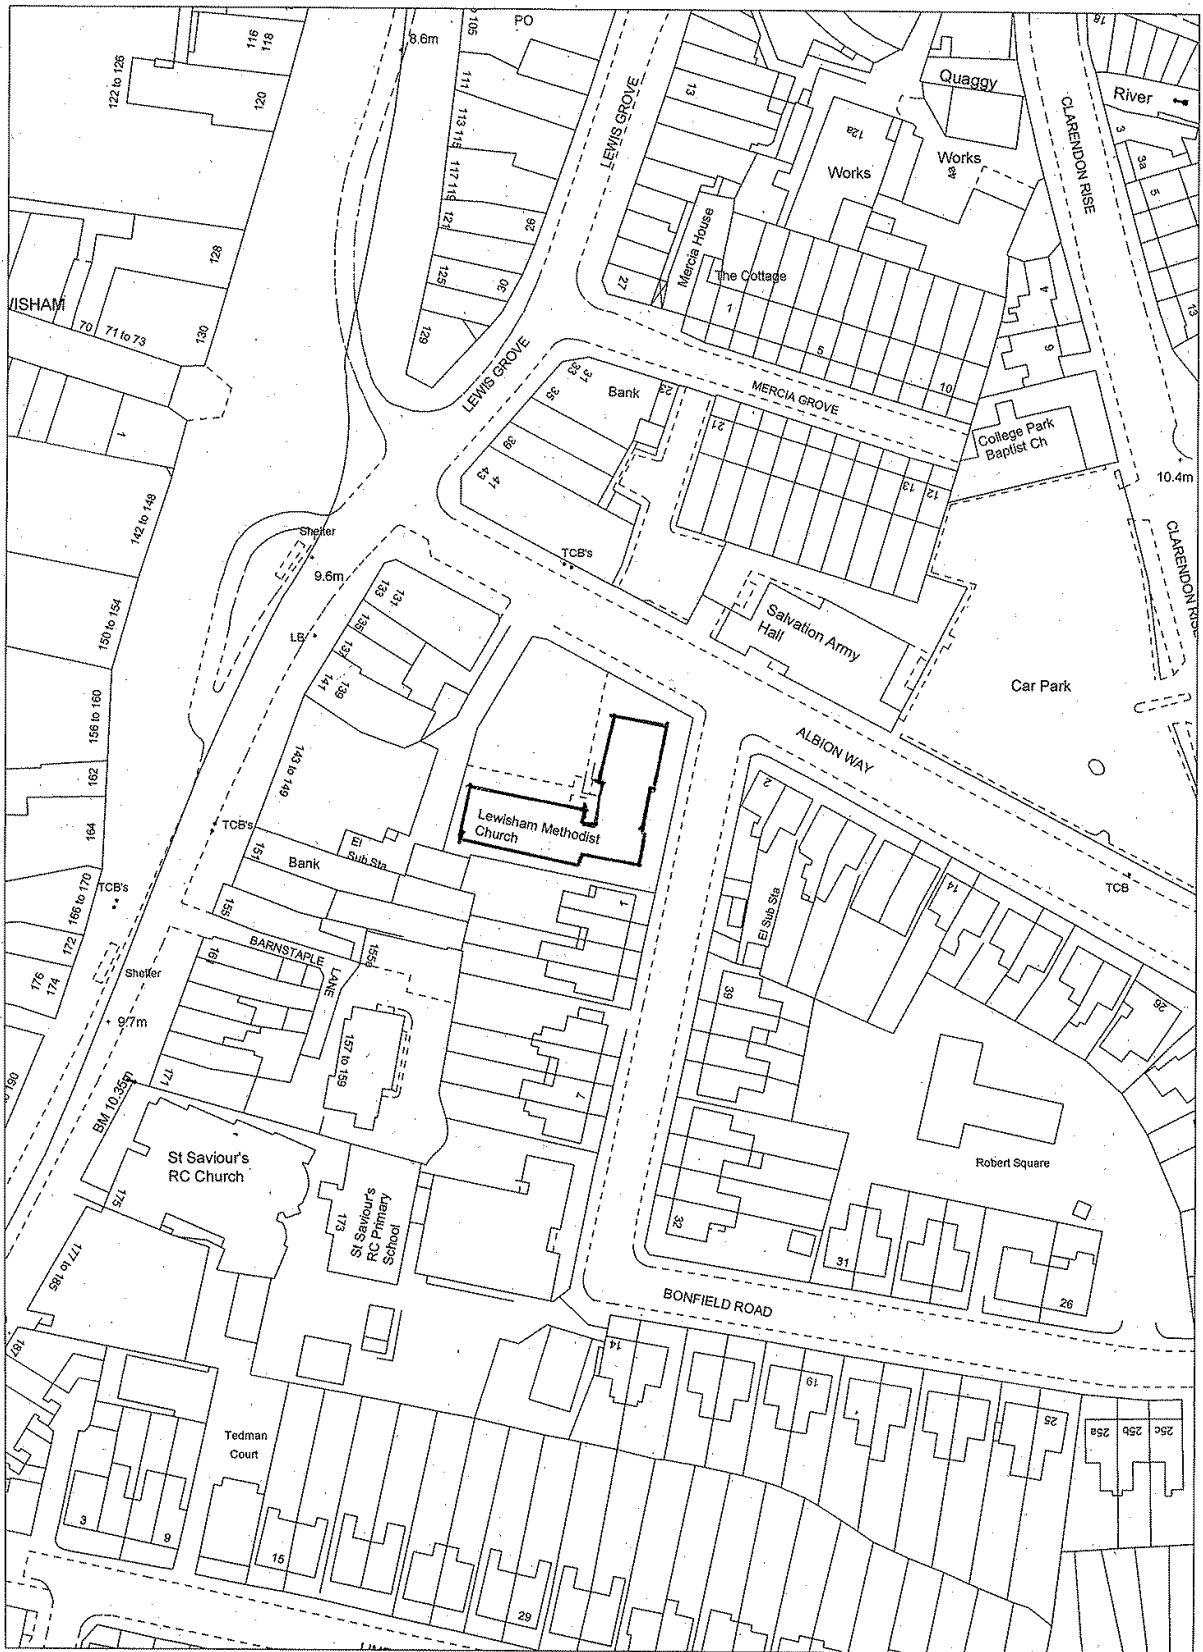 PO
116
118
8.6m
105
122 to 126
120
111
113 115
117 119
121
26
125
30
129
LEWIS GROVE
LEWIS GROVE
13
Quaggy
River
18
CLARENDON RISE
12a
Works
Works
3
3a
5
13
128
Mercia House
The Cottage
27
1
5
10
4
70
71 to 73
130
MERCIA GROVE
31
33
35
Bank
23
39
41
43
21
13
12
College Park
Baptist Ch
10.4m
1
142 to 148
Shelter
9.6m
TCB's
150 to 154
LB
131
133
135
137
139
141
Salvation Army
Hall
Car Park
156 to 160
162
164
143 to 149
ALBION WAY
Lewisham Methodist
Church
2
TCB's
151
Bank
El
Sub Sta
El Sub Sta
14
TCB
166 to 170
TCB's
172
174
176
155
BARNSTAPLE
LANE
155a
1
Shelter
161
9.7m
39
26
157 to 159
7
171
BM 10.35m
190
St Saviour's
RC Church
175
173
St Saviour's
RC Primary
School
Robert Square
32
31
26
177 to 185
BONFIELD ROAD
187
14
19
25
25a
25b
25c
Tedman
Court
3
9
15
29